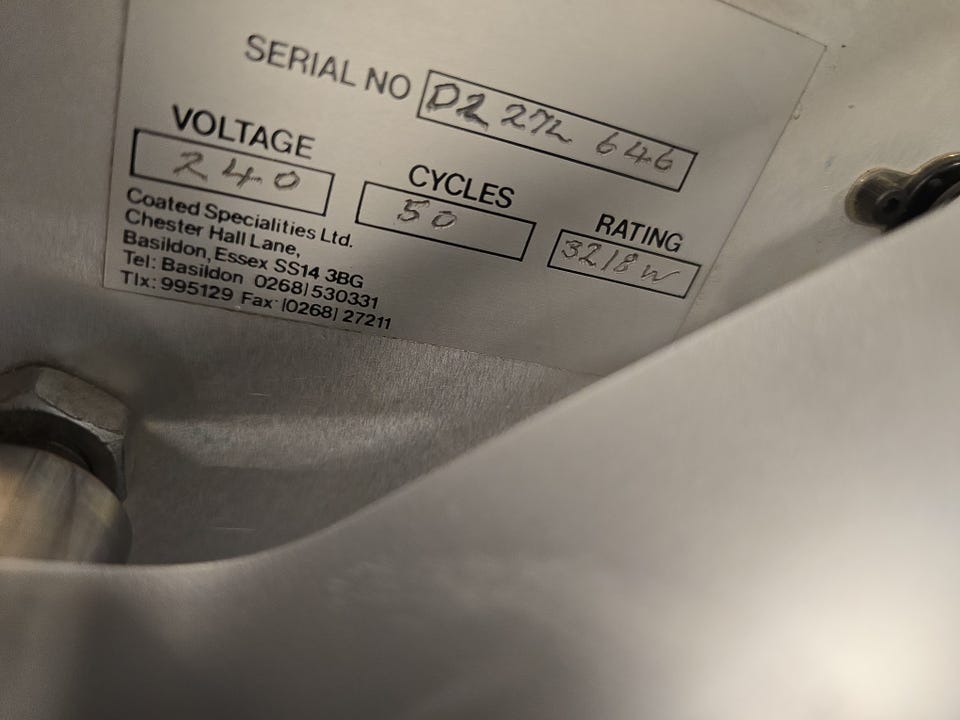 SERIAL NO D2 272 646
VOLTAGE CYCLES RATING
240 50 3218W
Coated Specialities Ltd.
Chester Hall Lane,
Basildon, Essex SS14 3BG
Tel: Basildon (0268) 530331
Tlx: 995129 Fax: (0268) 27211